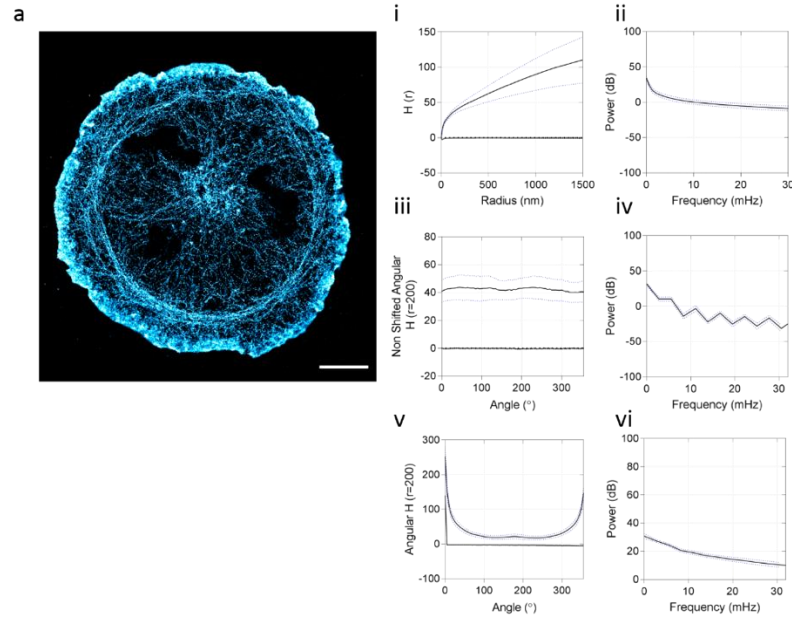 a
i
H (r)
150
100
50
0
-50
0
500
1000
1500
Radius (nm)
ii
Power (dB)
100
50
0
-50
-100
0
10
20
30
Frequency (mHz)
iii
Non Shifted Angular
H (r=200)
80
60
40
20
0
-20
0
100
200
300
Angle (°)
iv
Power (dB)
100
50
0
-50
-100
0
10
20
30
Frequency (mHz)
v
Angular H (r=200)
300
200
100
0
-100
0
100
200
300
Angle (°)
vi
Power (dB)
100
80
60
40
20
0
0
10
20
30
Frequency (mHz)